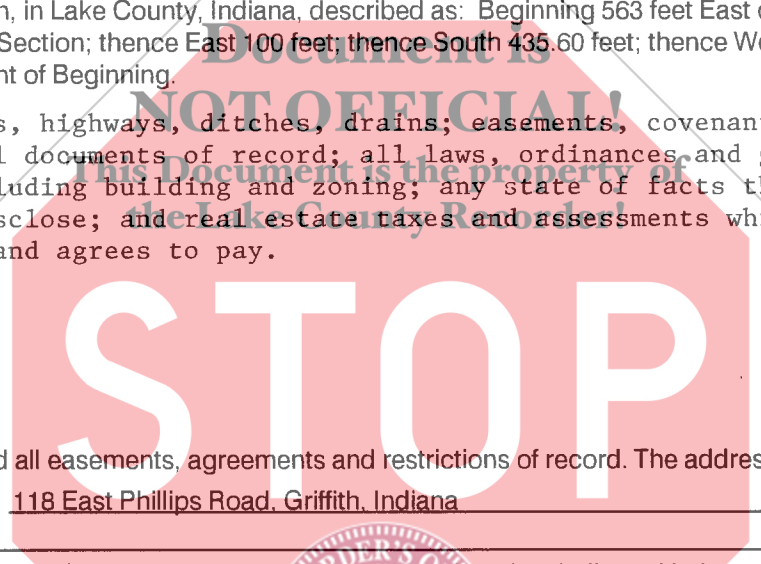 n, in Lake County, Indiana, described as: Beginning 563 feet East
Section; thence East 100 feet; thence South 435.60 feet; thence We
nt of Beginning.
Document is
NOT OFFICIAL!
This Document is the property of
the Lake County Recorder!
s, highways, ditches, drains; easements, covenan
l documents of record; all laws, ordinances and
luding building and zoning; any state of facts t
sclose; and real estate taxes and assessments wh
and agrees to pay.
STOP
d all easements, agreements and restrictions of record. The addres
118 East Phillips Road, Griffith, Indiana
RDER'S O